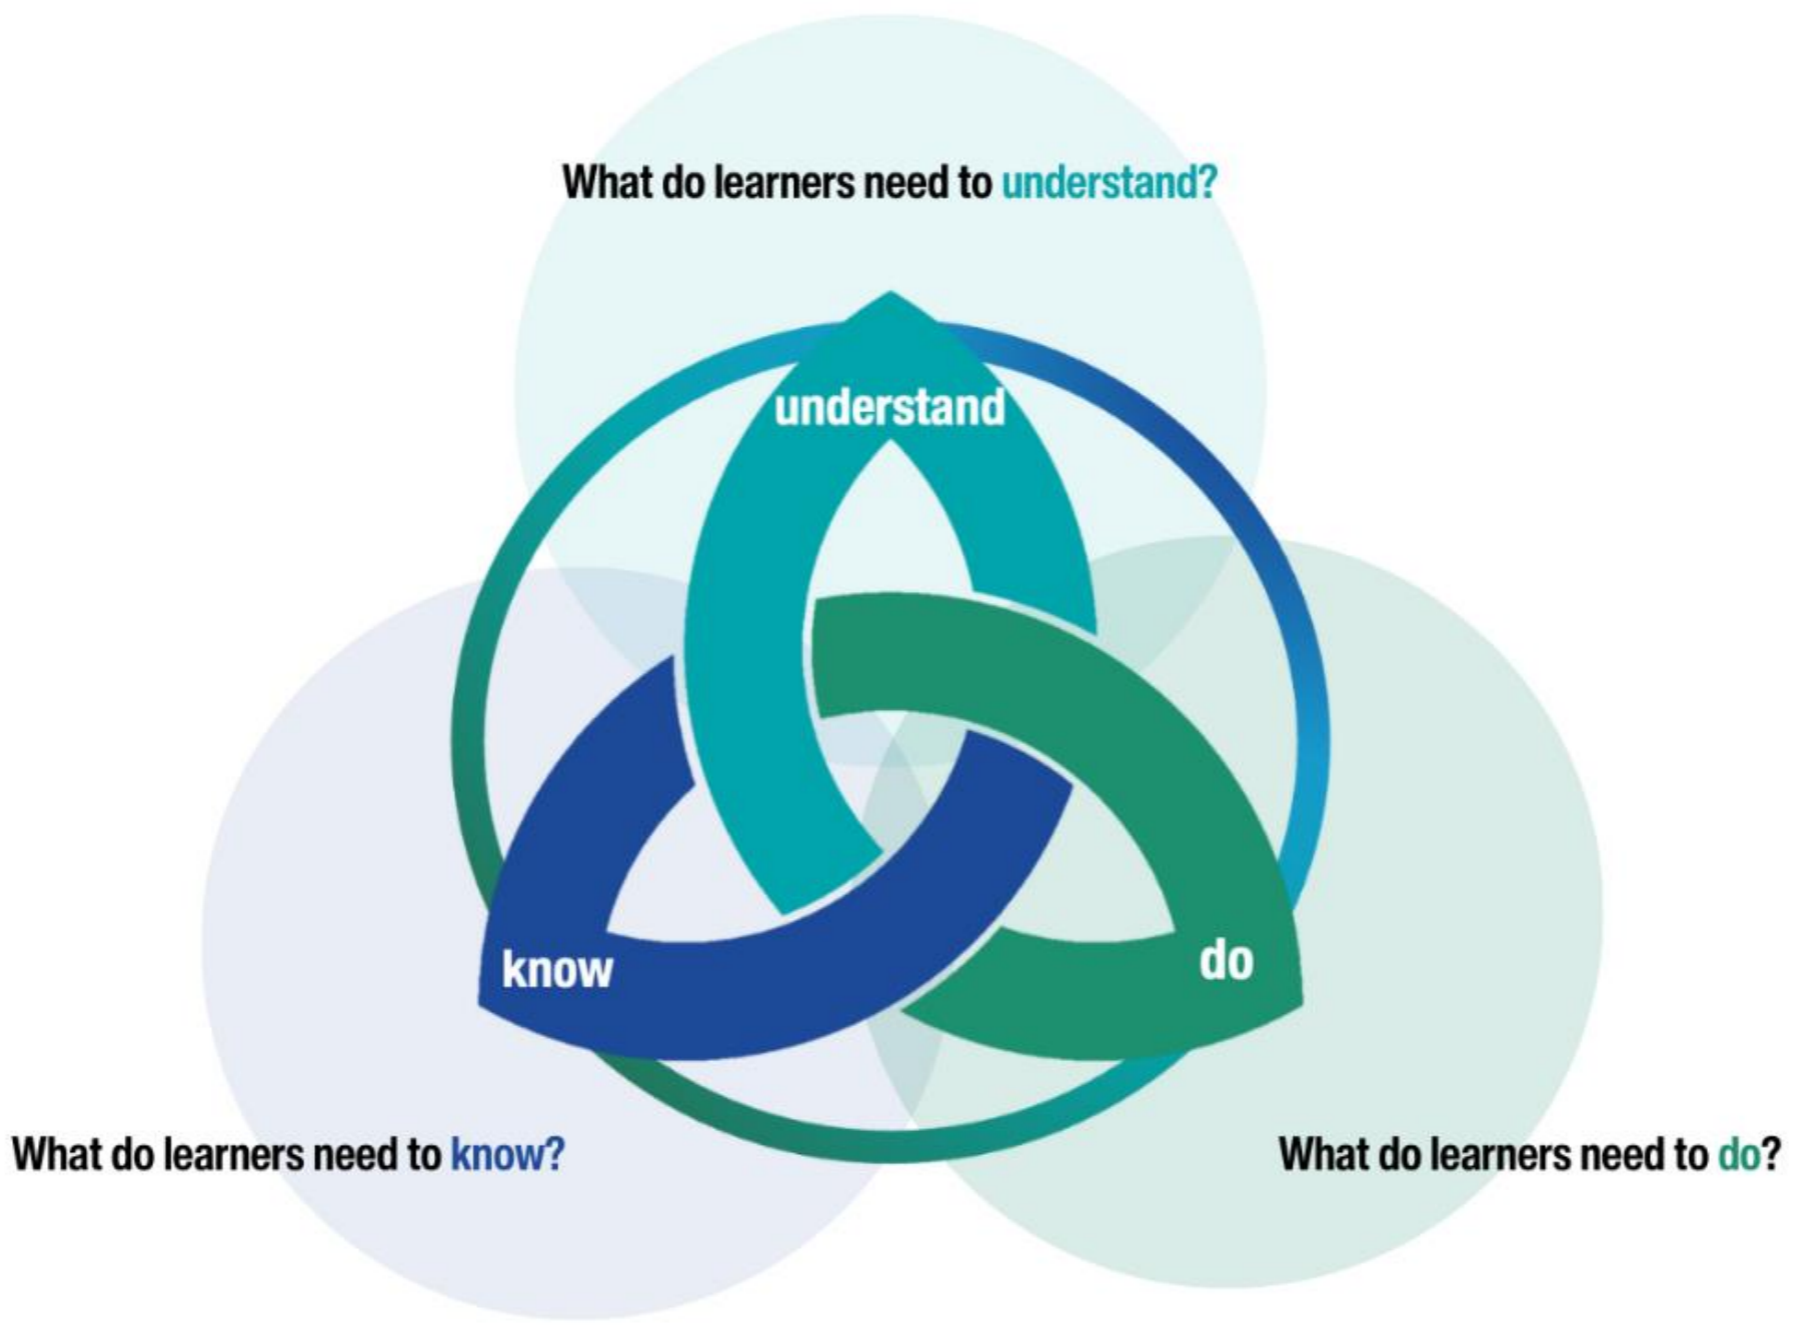 What do learners need to understand?
understand
know
do
What do learners need to know?
What do learners need to do?